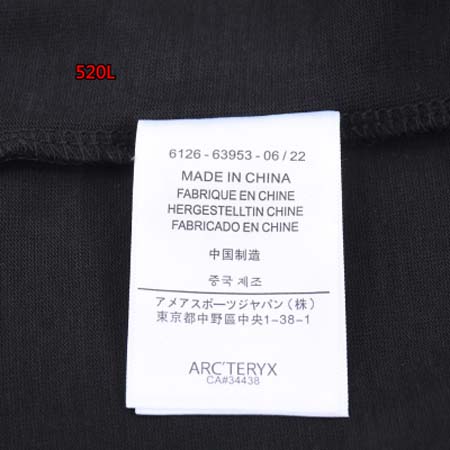 520L
6126 - 63953 - 06 / 22
MADE IN CHINA
FABRIQUE EN CHINE
HERGESTELLTIN CHINE
FABRICADO EN CHINE
中国制造
중국 제조
アメアスポーツジャパン（株）
東京都中野區中央1-38-1
ARC'TERYX
CA#34438